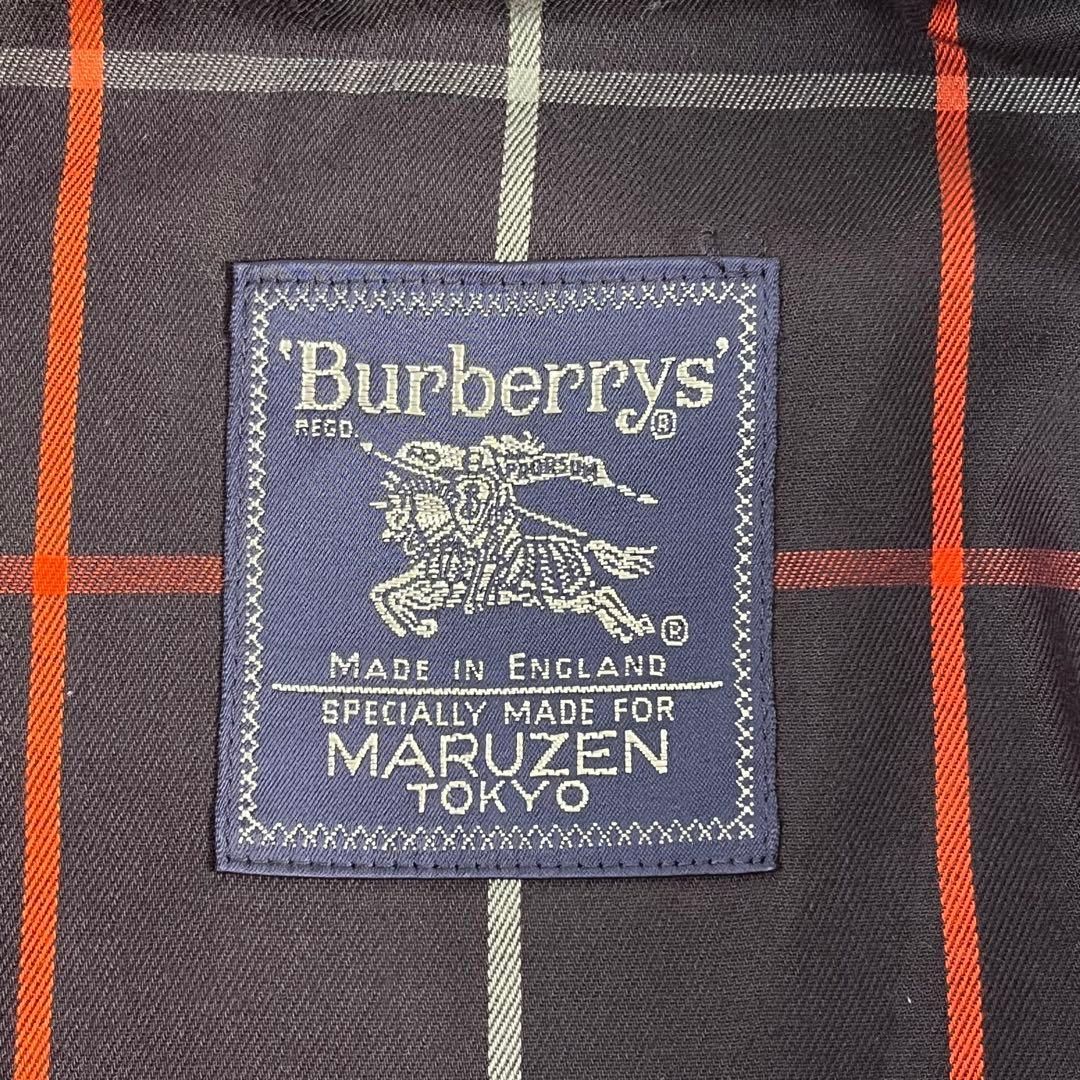 'Burberrys'®
REGD.
PRORSUM
®
MADE IN ENGLAND
SPECIALLY MADE FOR
MARUZEN
TOKYO